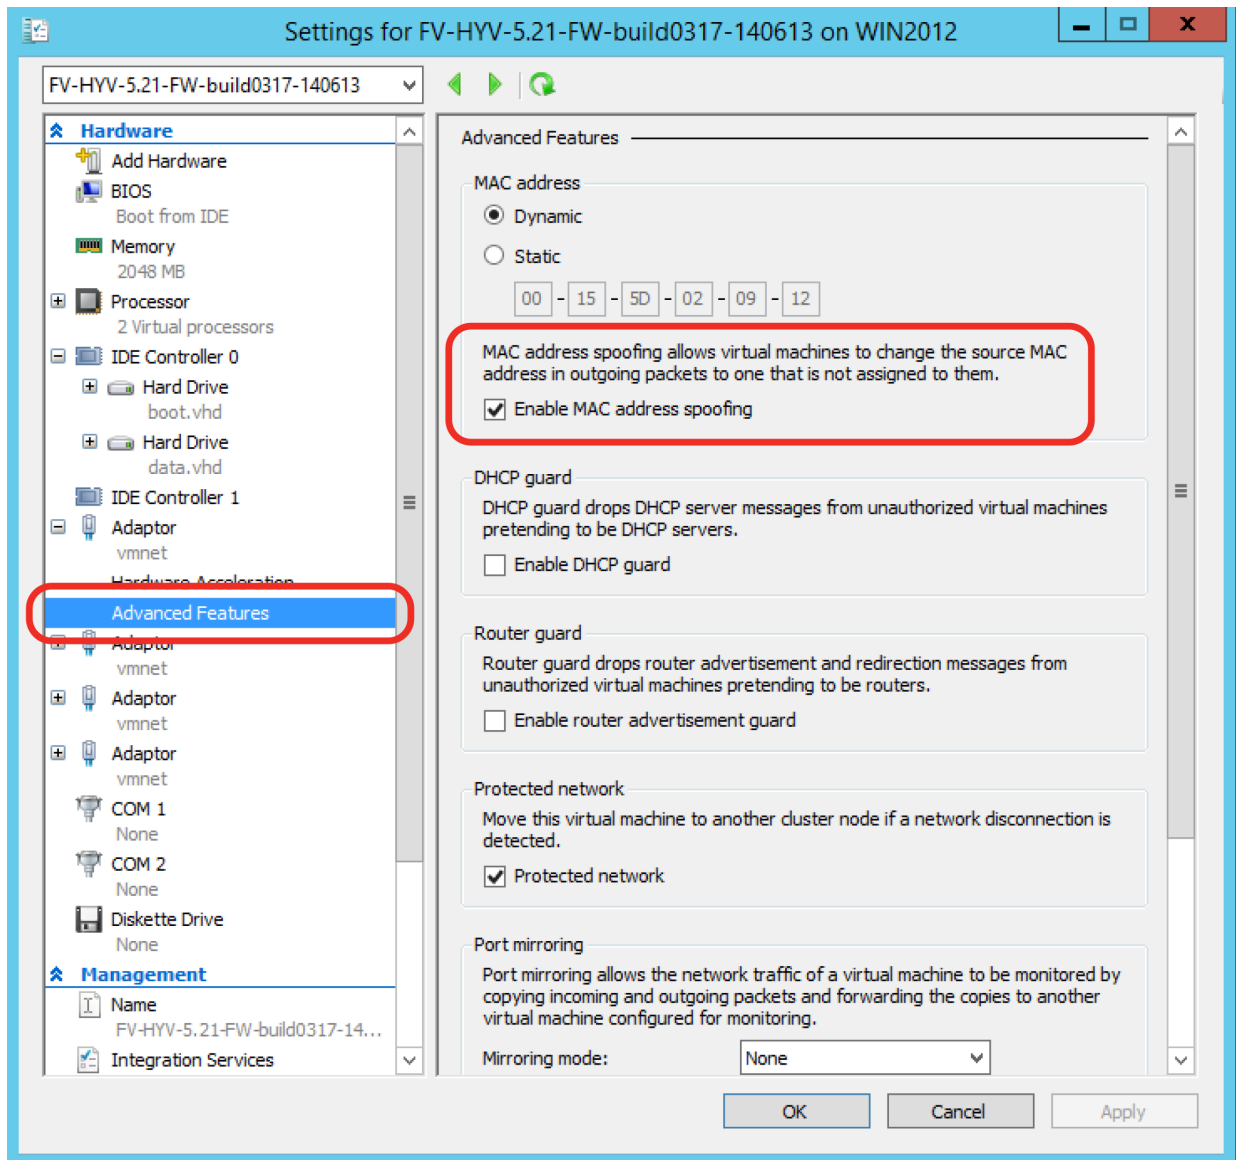 Settings for FV-HYV-5.21-FW-build0317-140613 on WIN2012
FV-HYV-5.21-FW-build0317-140613
Hardware
Add Hardware
BIOS
Boot from IDE
Memory
2048 MB
Processor
2 Virtual processors
IDE Controller 0
Hard Drive
boot.vhd
Hard Drive
data.vhd
IDE Controller 1
Adaptor
vmnet
Hardware Acceleration
Advanced Features
Adaptor
vmnet
Adaptor
vmnet
Adaptor
vmnet
COM 1
None
COM 2
None
Diskette Drive
None
Management
Name
FV-HYV-5.21-FW-build0317-14...
Integration Services
Advanced Features
MAC address
Dynamic
Static
00 - 15 - 5D - 02 - 09 - 12
MAC address spoofing allows virtual machines to change the source MAC
address in outgoing packets to one that is not assigned to them.
Enable MAC address spoofing
DHCP guard
DHCP guard drops DHCP server messages from unauthorized virtual machines
pretending to be DHCP servers.
Enable DHCP guard
Router guard
Router guard drops router advertisement and redirection messages from
unauthorized virtual machines pretending to be routers.
Enable router advertisement guard
Protected network
Move this virtual machine to another cluster node if a network disconnection is
detected.
Protected network
Port mirroring
Port mirroring allows the network traffic of a virtual machine to be monitored by
copying incoming and outgoing packets and forwarding the copies to another
virtual machine configured for monitoring.
Mirroring mode: None
OK Cancel Apply